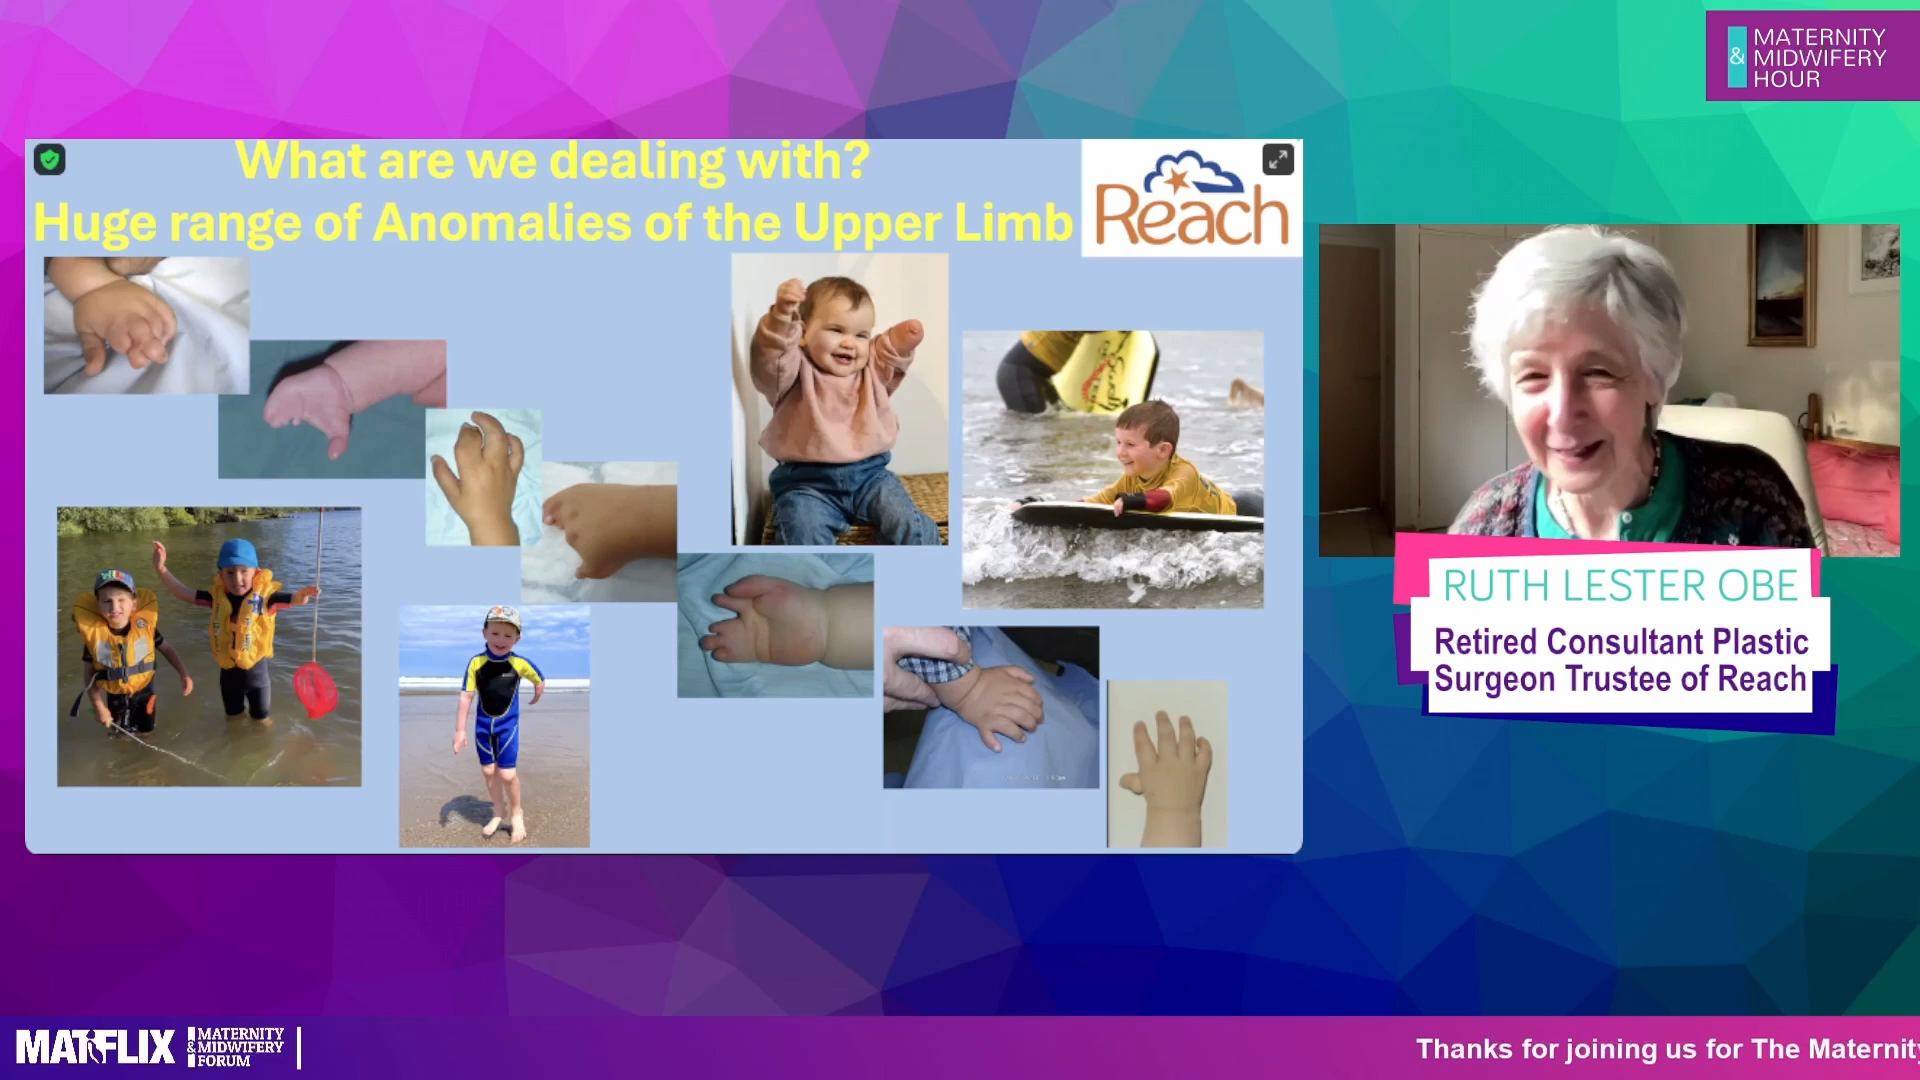 & MATERNITY
MIDWIFERY
HOUR
What are we dealing with?
Huge range of Anomalies of the Upper Limb
Reach
RUTH LESTER OBE
Retired Consultant Plastic
Surgeon Trustee of Reach
MATFLIX
MATERNITY
&MIDWIFERY
FORUM
Thanks for joining us for The Maternity